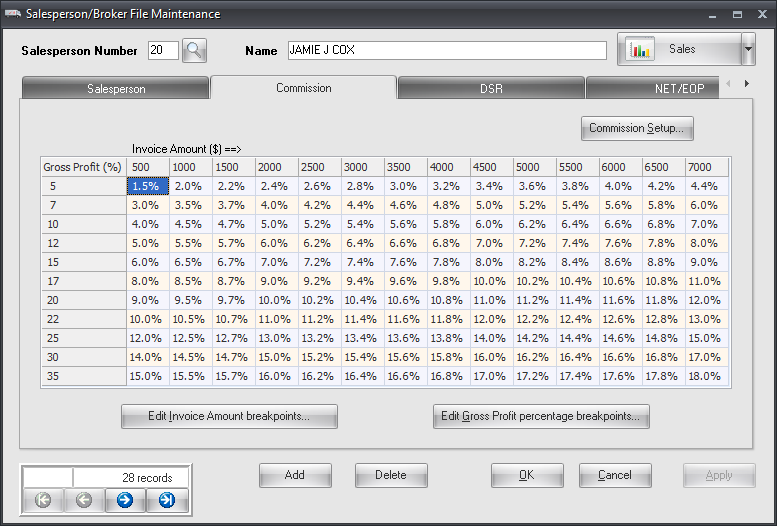 Salesperson/Broker File Maintenance
Salesperson Number 20 Name JAMIE J COX Sales
Salesperson Commission DSR NET/EOP
Commission Setup...
Invoice Amount ($) ==>
Gross Profit (%) 500 1000 1500 2000 2500 3000 3500 4000 4500 5000 5500 6000 6500 7000
5 1.5% 2.0% 2.2% 2.4% 2.6% 2.8% 3.0% 3.2% 3.4% 3.6% 3.8% 4.0% 4.2% 4.4%
7 3.0% 3.5% 3.7% 4.0% 4.2% 4.4% 4.6% 4.8% 5.0% 5.2% 5.4% 5.6% 5.8% 6.0%
10 4.0% 4.5% 4.7% 5.0% 5.2% 5.4% 5.6% 5.8% 6.0% 6.2% 6.4% 6.6% 6.8% 7.0%
12 5.0% 5.5% 5.7% 6.0% 6.2% 6.4% 6.6% 6.8% 7.0% 7.2% 7.4% 7.6% 7.8% 8.0%
15 6.0% 6.5% 6.7% 7.0% 7.2% 7.4% 7.6% 7.8% 8.0% 8.2% 8.4% 8.6% 8.8% 9.0%
17 8.0% 8.5% 8.7% 9.0% 9.2% 9.4% 9.6% 9.8% 10.0% 10.2% 10.4% 10.6% 10.8% 11.0%
20 9.0% 9.5% 9.7% 10.0% 10.2% 10.4% 10.6% 10.8% 11.0% 11.2% 11.4% 11.6% 11.8% 12.0%
22 10.0% 10.5% 10.7% 11.0% 11.2% 11.4% 11.6% 11.8% 12.0% 12.2% 12.4% 12.6% 12.8% 13.0%
25 12.0% 12.5% 12.7% 13.0% 13.2% 13.4% 13.6% 13.8% 14.0% 14.2% 14.4% 14.6% 14.8% 15.0%
30 14.0% 14.5% 14.7% 15.0% 15.2% 15.4% 15.6% 15.8% 16.0% 16.2% 16.4% 16.6% 16.8% 17.0%
35 15.0% 15.5% 15.7% 16.0% 16.2% 16.4% 16.6% 16.8% 17.0% 17.2% 17.4% 17.6% 17.8% 18.0%
Edit Invoice Amount breakpoints... Edit Gross Profit percentage breakpoints...
28 records Add Delete OK Cancel Apply